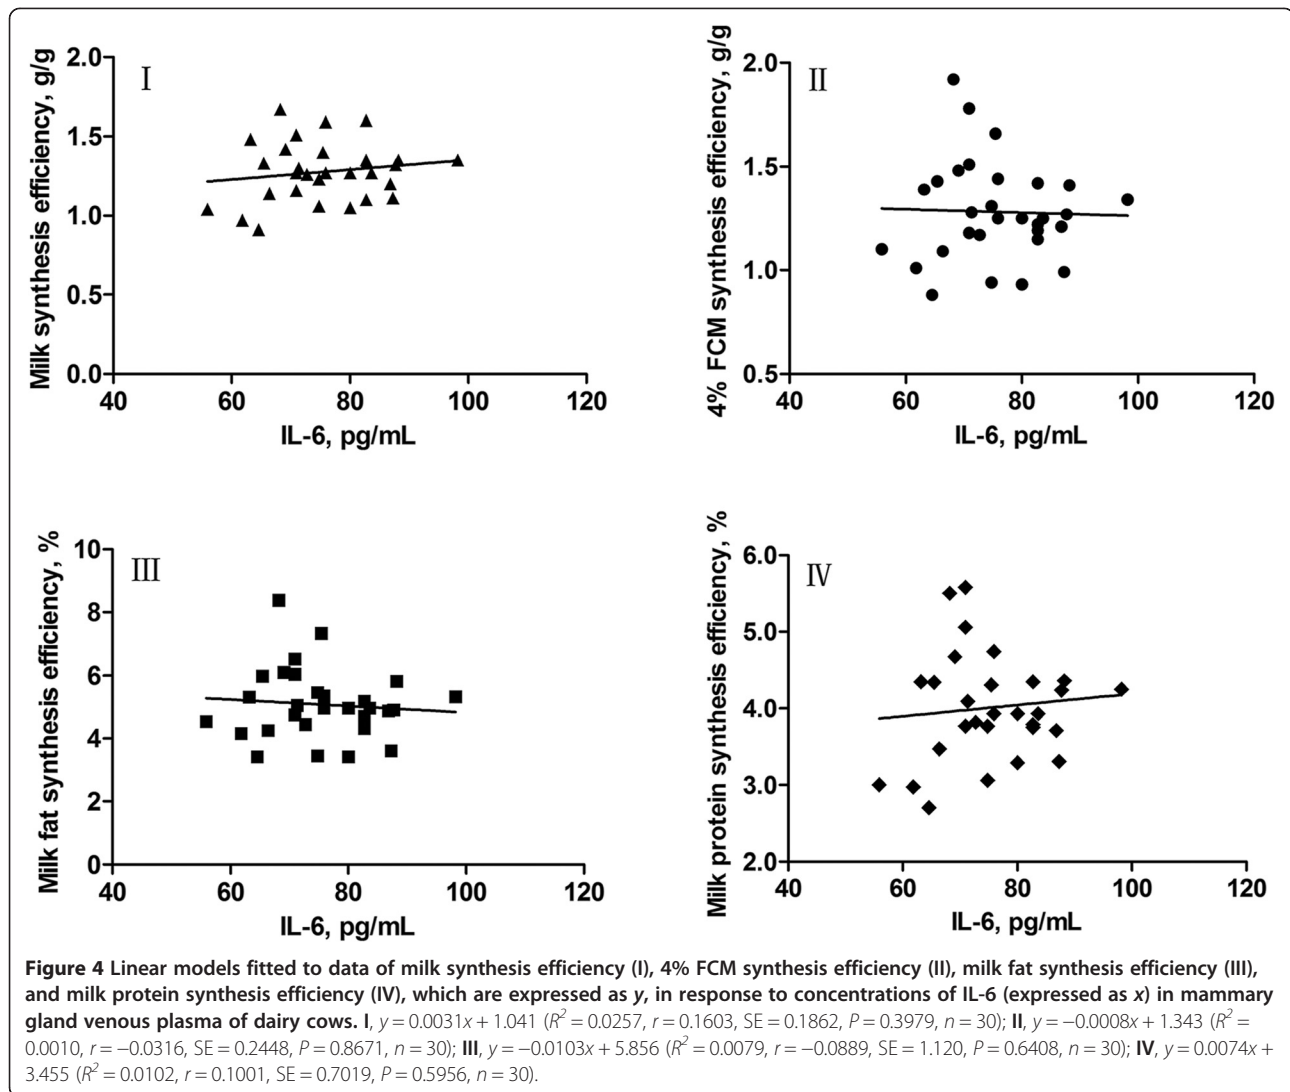 I
2.0
1.5
1.0
0.5
0.0
40 60 80 100 120
Milk synthesis efficiency, g/g
IL-6, pg/mL
II
2.0
1.5
1.0
0.5
40 60 80 100 120
4% FCM synthesis efficiency, g/g
IL-6, pg/mL
III
10
8
6
4
2
0
40 60 80 100 120
Milk fat synthesis efficiency, %
IL-6, pg/mL
IV
6.0
5.0
4.0
3.0
2.0
40 60 80 100 120
Milk protein synthesis efficiency, %
IL-6, pg/mL
Figure 4 Linear models fitted to data of milk synthesis efficiency (I), 4% FCM synthesis efficiency (II), milk fat synthesis efficiency (III),
and milk protein synthesis efficiency (IV), which are expressed as y, in response to concentrations of IL-6 (expressed as x) in mammary
gland venous plasma of dairy cows. I, y = 0.0031x + 1.041 (R² = 0.0257, r = 0.1603, SE = 0.1862, P = 0.3979, n = 30); II, y = −0.0008x + 1.343 (R² =
0.0010, r = −0.0316, SE = 0.2448, P = 0.8671, n = 30); III, y = −0.0103x + 5.856 (R² = 0.0079, r = −0.0889, SE = 1.120, P = 0.6408, n = 30); IV, y = 0.0074x +
3.455 (R² = 0.0102, r = 0.1001, SE = 0.7019, P = 0.5956, n = 30).